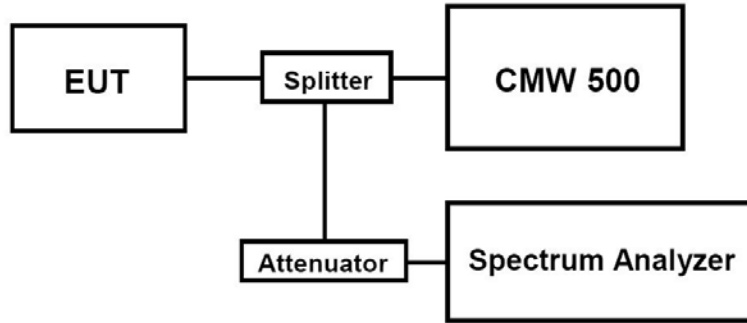 EUT
Splitter
CMW 500
Attenuator
Spectrum Analyzer